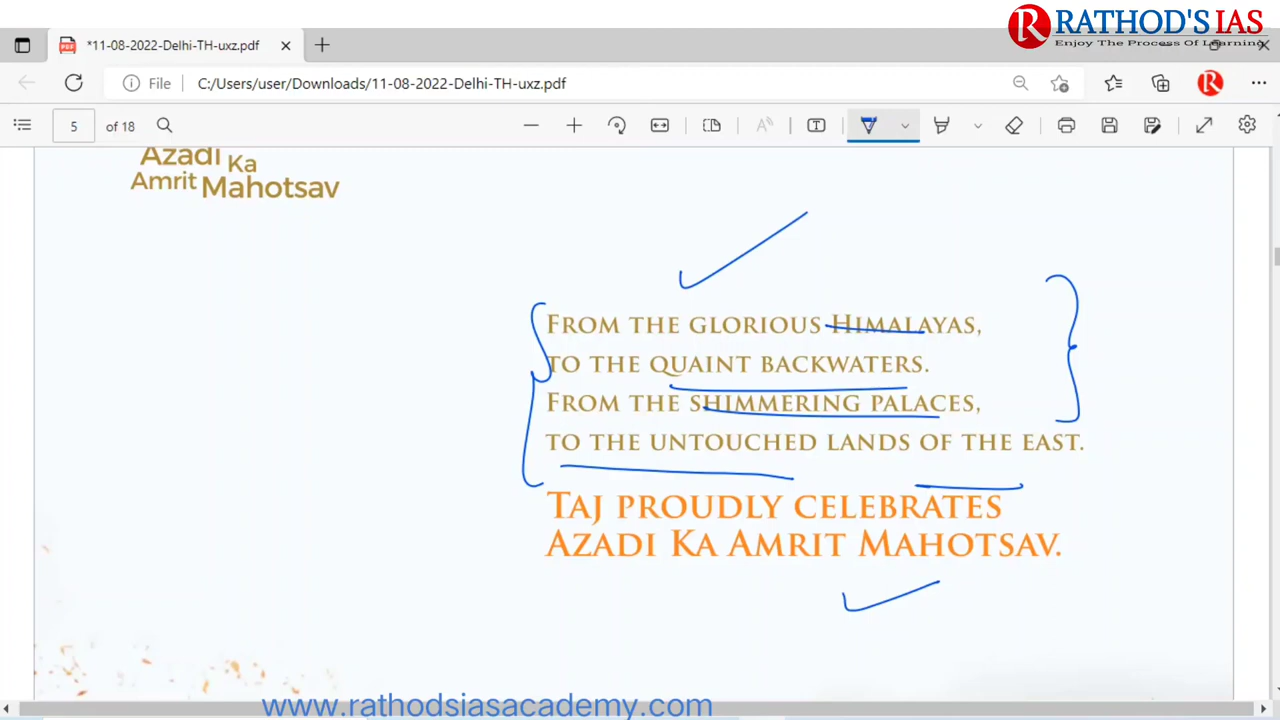 RATHOD'S IAS
Enjoy The Process Of Learning
*11-08-2022-Delhi-TH-uxz.pdf
File C:/Users/user/Downloads/11-08-2022-Delhi-TH-uxz.pdf
5 of 18
Azadi Ka
Amrit Mahotsav
FROM THE GLORIOUS HIMALAYAS,
TO THE QUAINT BACKWATERS.
FROM THE SHIMMERING PALACES,
TO THE UNTOUCHED LANDS OF THE EAST.
TAJ PROUDLY CELEBRATES
AZADI KA AMRIT MAHOTSAV.
www.rathodsiasacademy.com